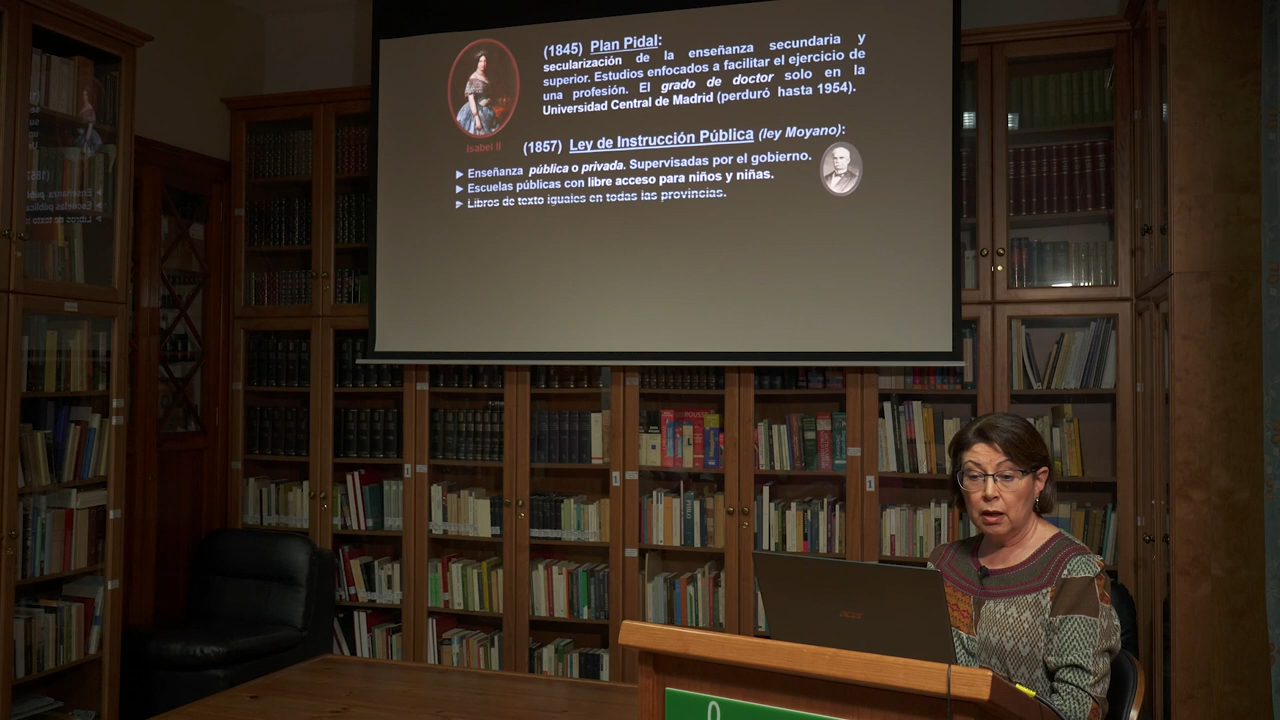 (1845) Plan Pidal:
secularización de la enseñanza secundaria y
superior. Estudios enfocados a facilitar el ejercicio de
una profesión. El grado de doctor solo en la
Universidad Central de Madrid (perduró hasta 1954).
Isabel II
(1857) Ley de Instrucción Pública (ley Moyano):
► Enseñanza pública o privada. Supervisadas por el gobierno.
► Escuelas públicas con libre acceso para niños y niñas.
► Libros de texto iguales en todas las provincias.
acer